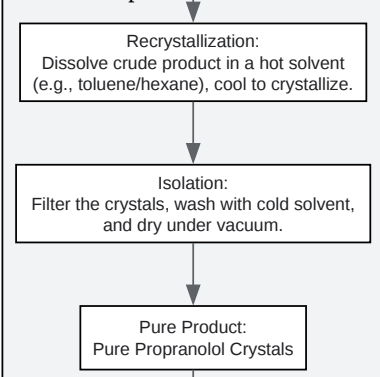 Recrystallization:
Dissolve crude product in a hot solvent
(e.g., toluene/hexane), cool to crystallize.
Isolation:
Filter the crystals, wash with cold solvent,
and dry under vacuum.
Pure Product:
Pure Propranolol Crystals